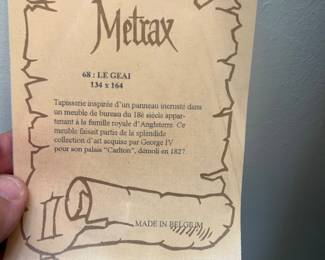 Metrax
68 : LE GEAI
134 x 164
Tapisserie inspirée d'un panneau incrusté dans
un meuble de bureau du 18è siècle appar-
tenant à la famille royale d'Angleterre. Ce
meuble faisait partie de la splendide
collection d'art acquise par George IV
pour son palais "Carlton", démoli en 1827.
MADE IN BELGIUM